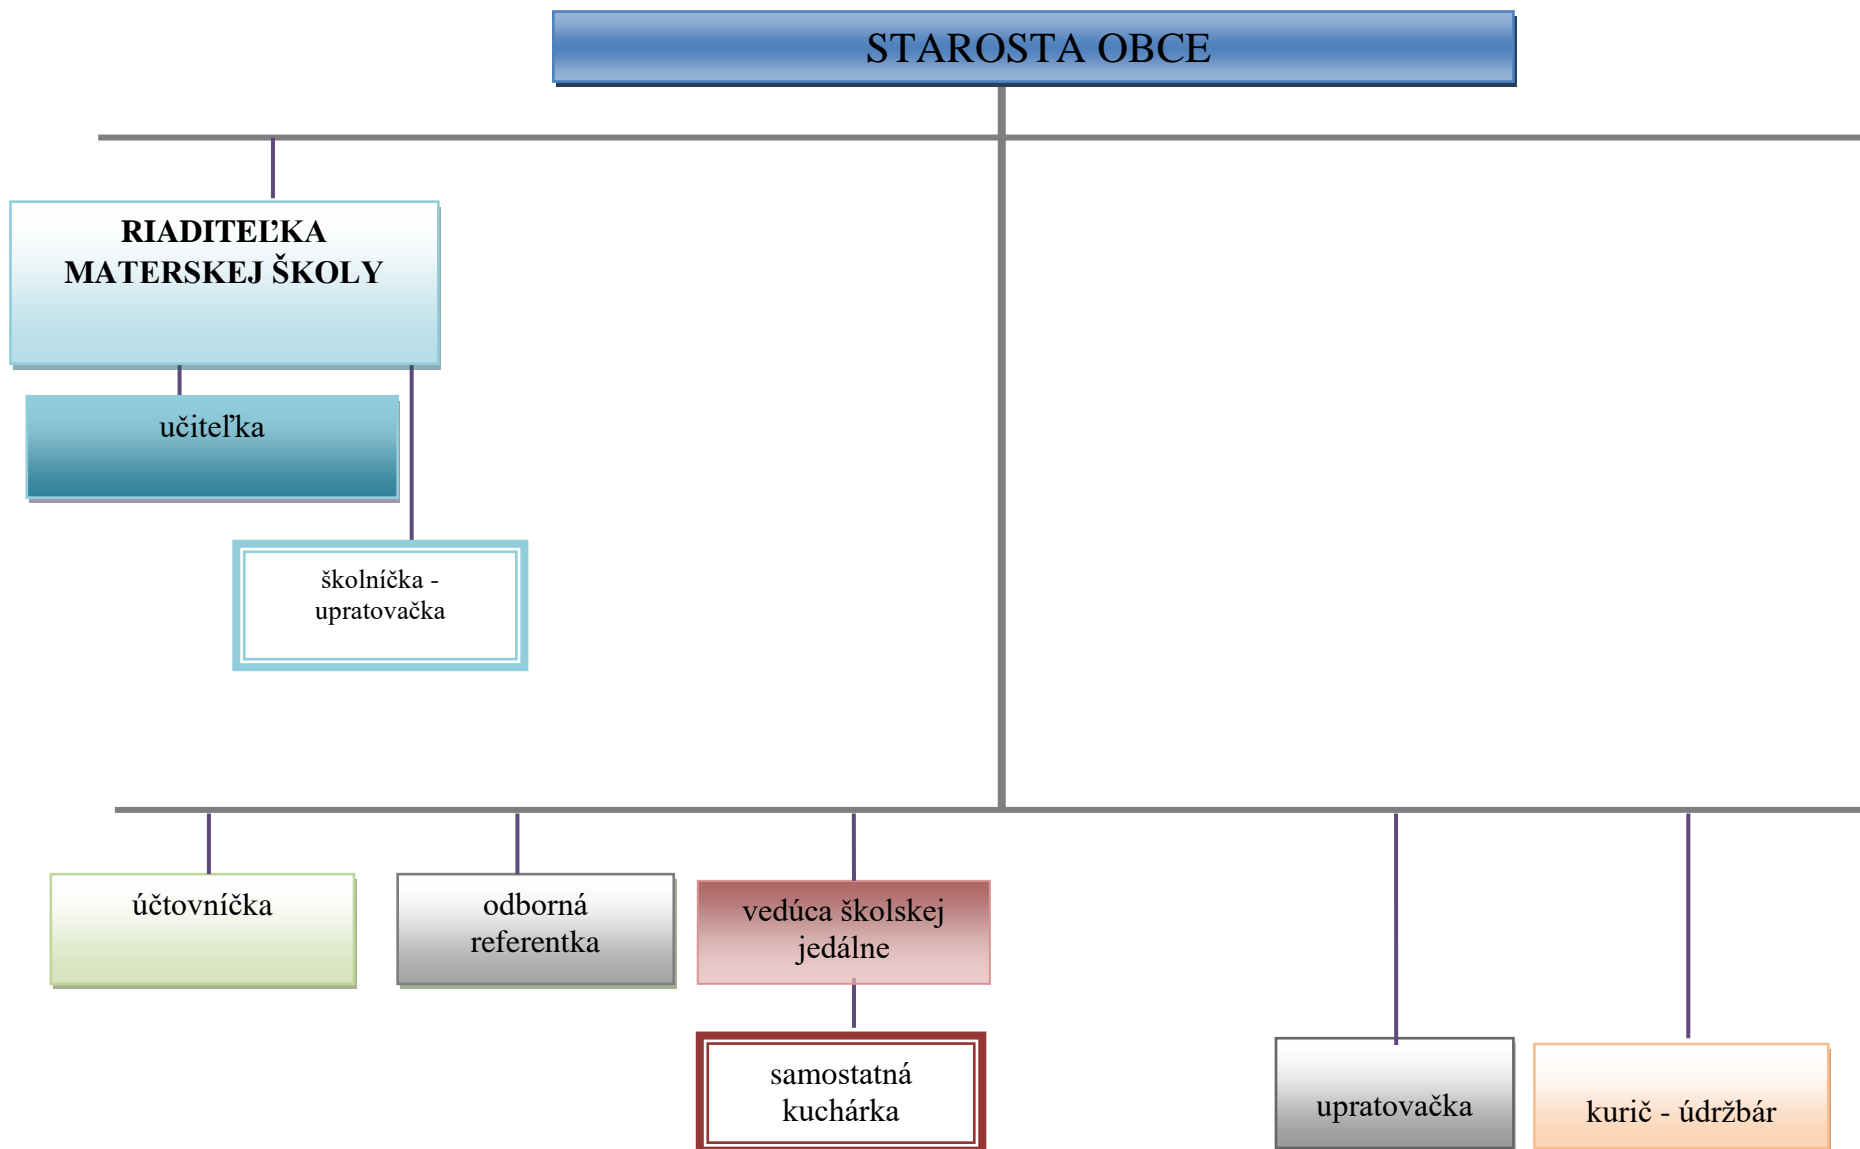 STAROSTA OBCE
RIADITEĽKA
MATERSKEJ ŠKOLY
učiteľka
školníčka -
upratovačka
účtovníčka
odborná
referentka
vedúca školskej
jedálne
samostatná
kuchárka
upratovačka
kurič - údržbár